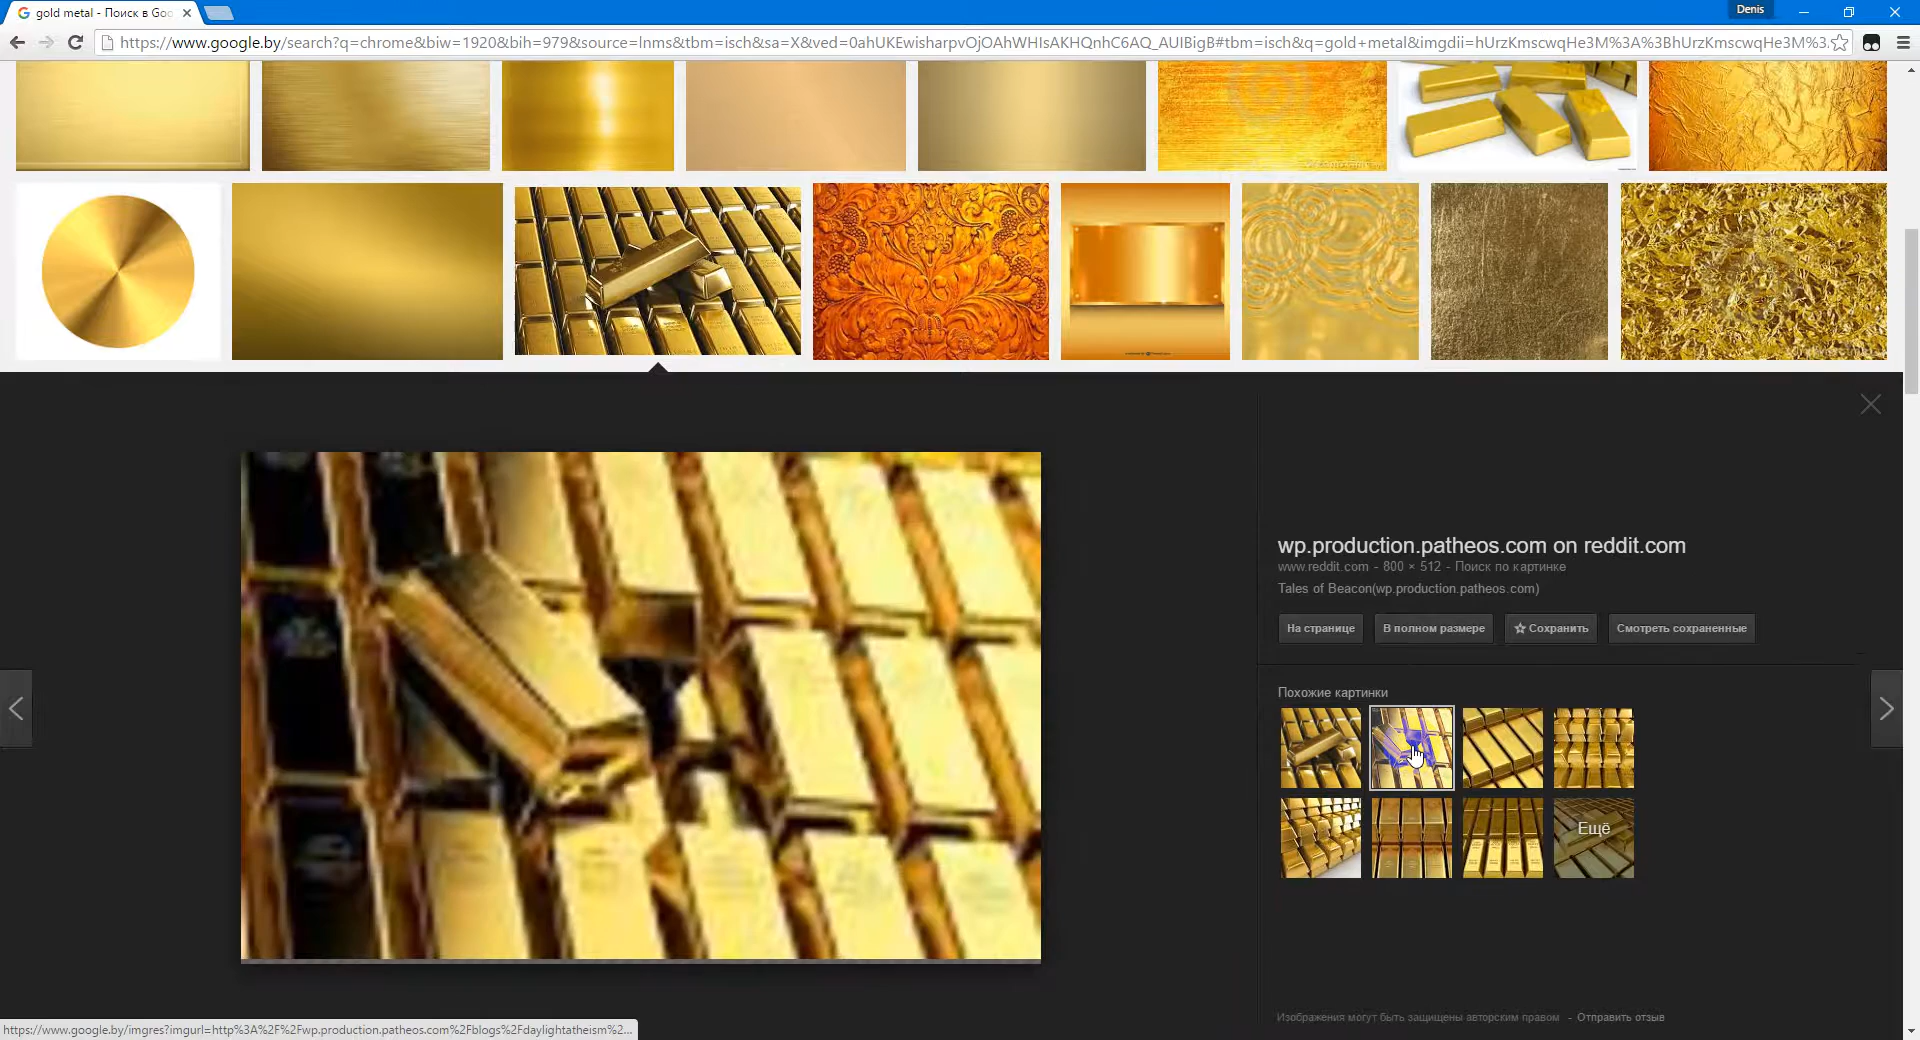 gold metal - Поиск в Goo
Denis
https://www.google.by/search?q=chrome&biw=1920&bih=979&source=lnms&tbm=isch&sa=X&ved=0ahUKEwisharpvOjOAhWHIsAKHQnhC6AQ_AUIBigB#tbm=isch&q=gold+metal&imgdii=hUrzKmscwqHe3M%3A%3BhUrzKmscwqHe3M%3.
wp.production.patheos.com on reddit.com
www.reddit.com - 800 × 512 - Поиск по картинке
Tales of Beacon(wp.production.patheos.com)
На странице В полном размере Сохранить Смотреть сохраненные
Похожие картинки
Ещё
Изображения могут быть защищены авторским правом - Отправить отзыв
https://www.google.by/imgres?imgurl=http%3A%2F%2Fwp.production.patheos.com%2Fblogs%2Fdaylightatheism%2...